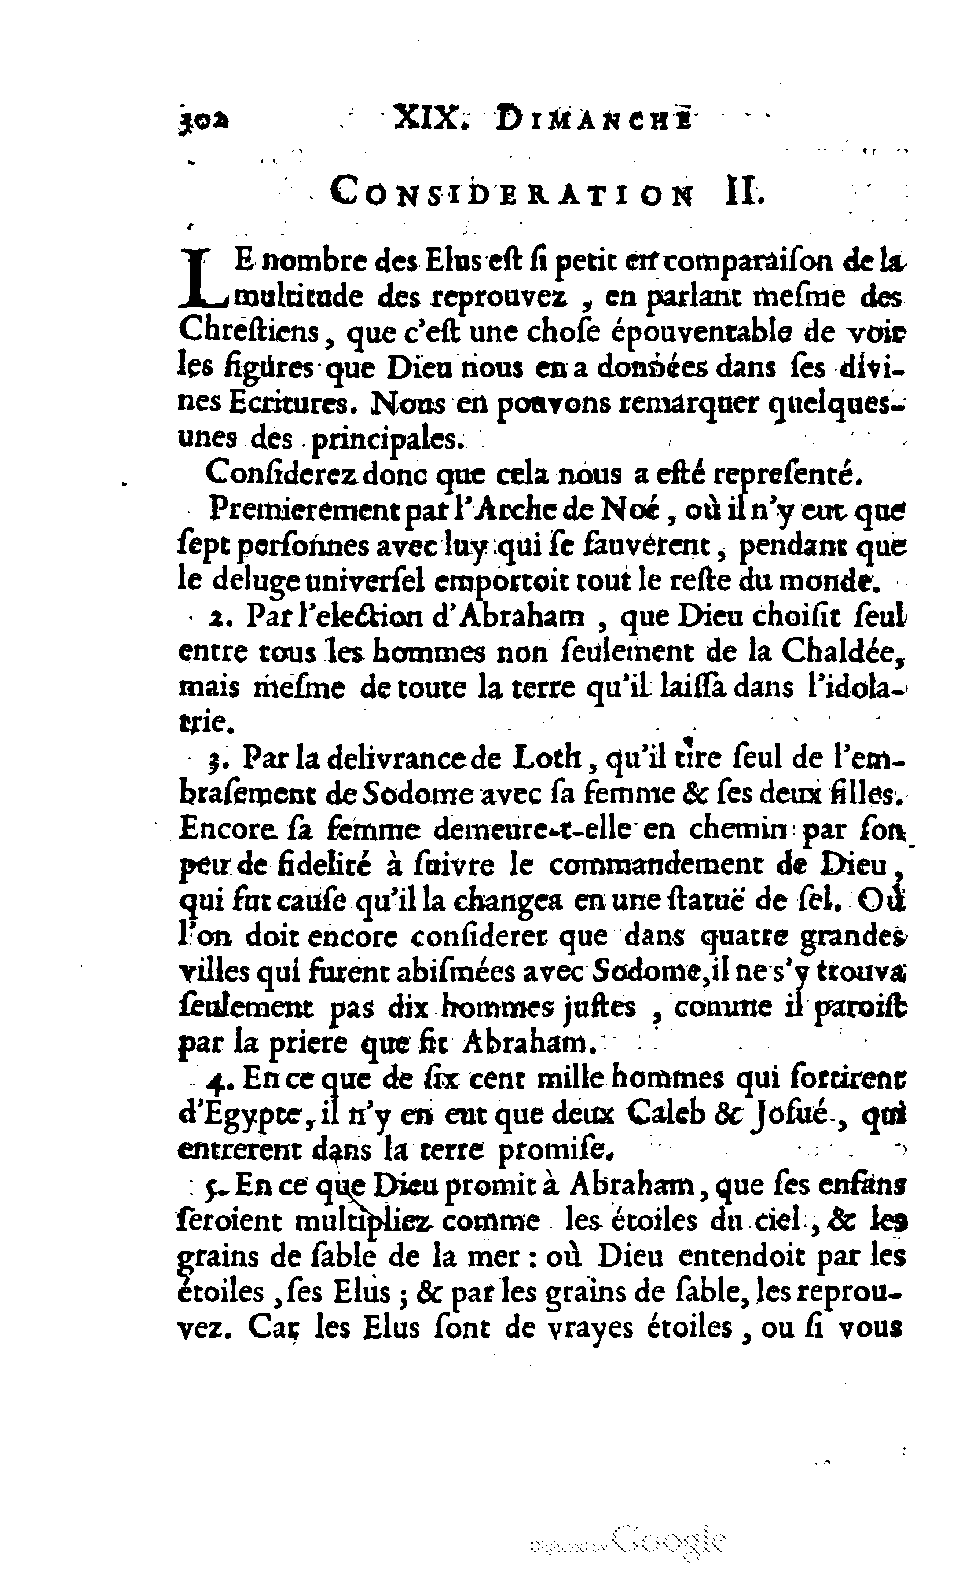 302 XIX. DIMANCHE
CONSIDERATION II.
LE nombre des Elus eſt ſi petit en comparaiſon de la
multitude des reprouvez , en parlant meſme des
Chreſtiens, que c'eſt une choſe épouventable de voir
les figures que Dieu nous en a données dans ſes divi-
nes Ecritures. Nous en pouvons remarquer quelques-
unes des principales.
Conſiderez donc que cela nous a eſté repreſenté.
Premierement par l'Arche de Noé , où il n'y eut que
ſept perſonnes avec luy qui ſe ſauvérent , pendant que
le deluge univerſel emportoit tout le reſte du monde.
2. Par l'election d'Abraham , que Dieu choiſit ſeul
entre tous les hommes non ſeulement de la Chaldée,
mais meſme de toute la terre qu'il laiſſa dans l'idola-
trie.
3. Par la delivrance de Loth , qu'il tire ſeul de l'em-
braſement de Sodome avec ſa femme & ſes deux filles.
Encore ſa femme demeure-t-elle en chemin par ſon
peu de fidelité à ſuivre le commandement de Dieu ,
qui fut cauſe qu'il la changea en une ſtatuë de ſel. Où
l'on doit encore conſiderer que dans quatre grandes
villes qui furent abiſmées avec Sodome, il ne s'y trouva
ſeulement pas dix hommes juſtes , comme il paroiſt
par la priere que fit Abraham.
4. En ce que de ſix cent mille hommes qui ſortirent
d'Egypte, il n'y en eut que deux Caleb & Joſué , qui
entrerent dans la terre promiſe.
5. En ce que Dieu promit à Abraham , que ſes enfans
ſeroient multipliez comme les étoiles du ciel , & les
grains de ſable de la mer : où Dieu entendoit par les
étoiles , ſes Elus ; & par les grains de ſable, les reprou-
vez. Car les Elus ſont de vrayes étoiles , ou ſi vous
Digitized by Google